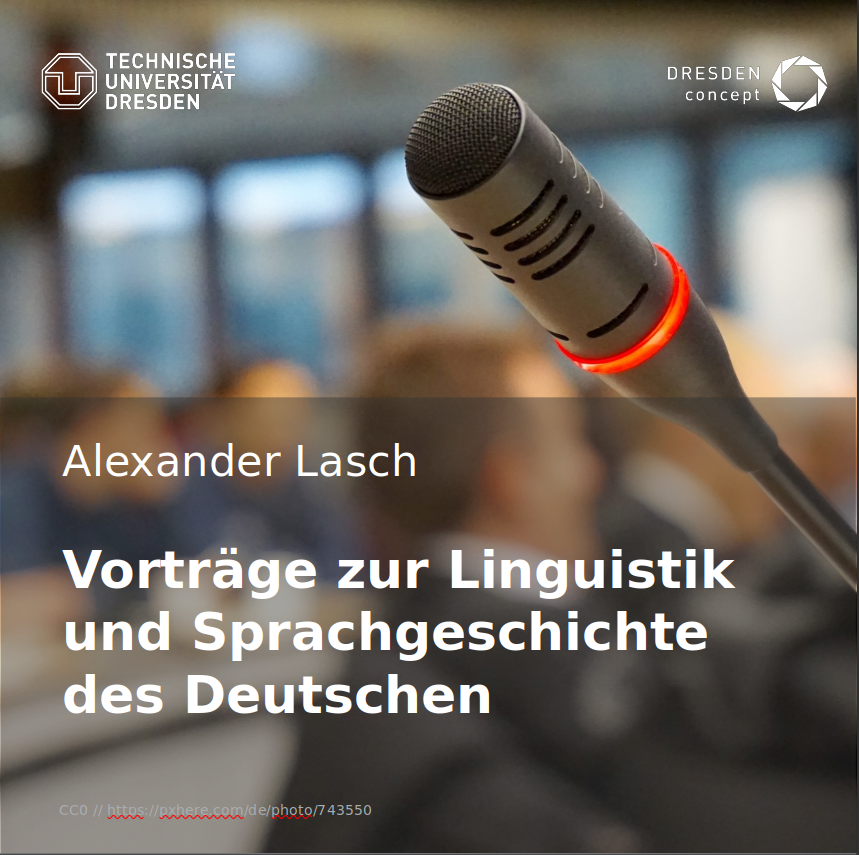 TECHNISCHE
UNIVERSITÄT
DRESDEN
DRESDEN
concept
Alexander Lasch
Vorträge zur Linguistik
und Sprachgeschichte
des Deutschen
CC0 // https://pxhere.com/de/photo/743550